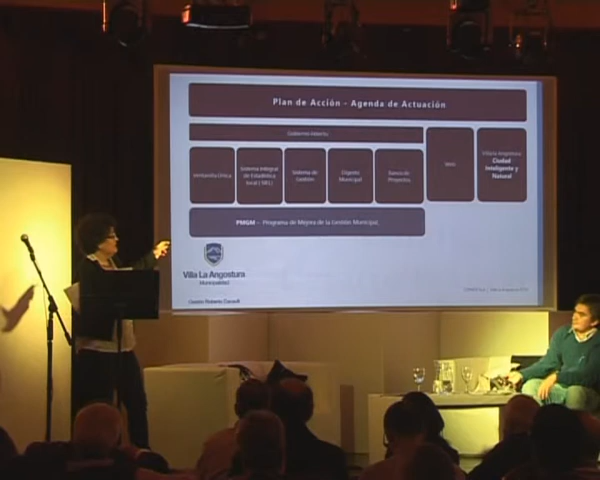 Plan de Acción - Agenda de Actuación
Gobierno Abierto
Ventanilla Única
Sistema Integral
de Estadística
local ( SIEL)
Sistema de
Gestión
Digesto
Municipal
Banco de
Proyectos
Web
Villa la Angostura
Ciudad
Inteligente y
Natural
PMGM – Programa de Mejora de la Gestión Municipal
Villa La Angostura
Municipalidad